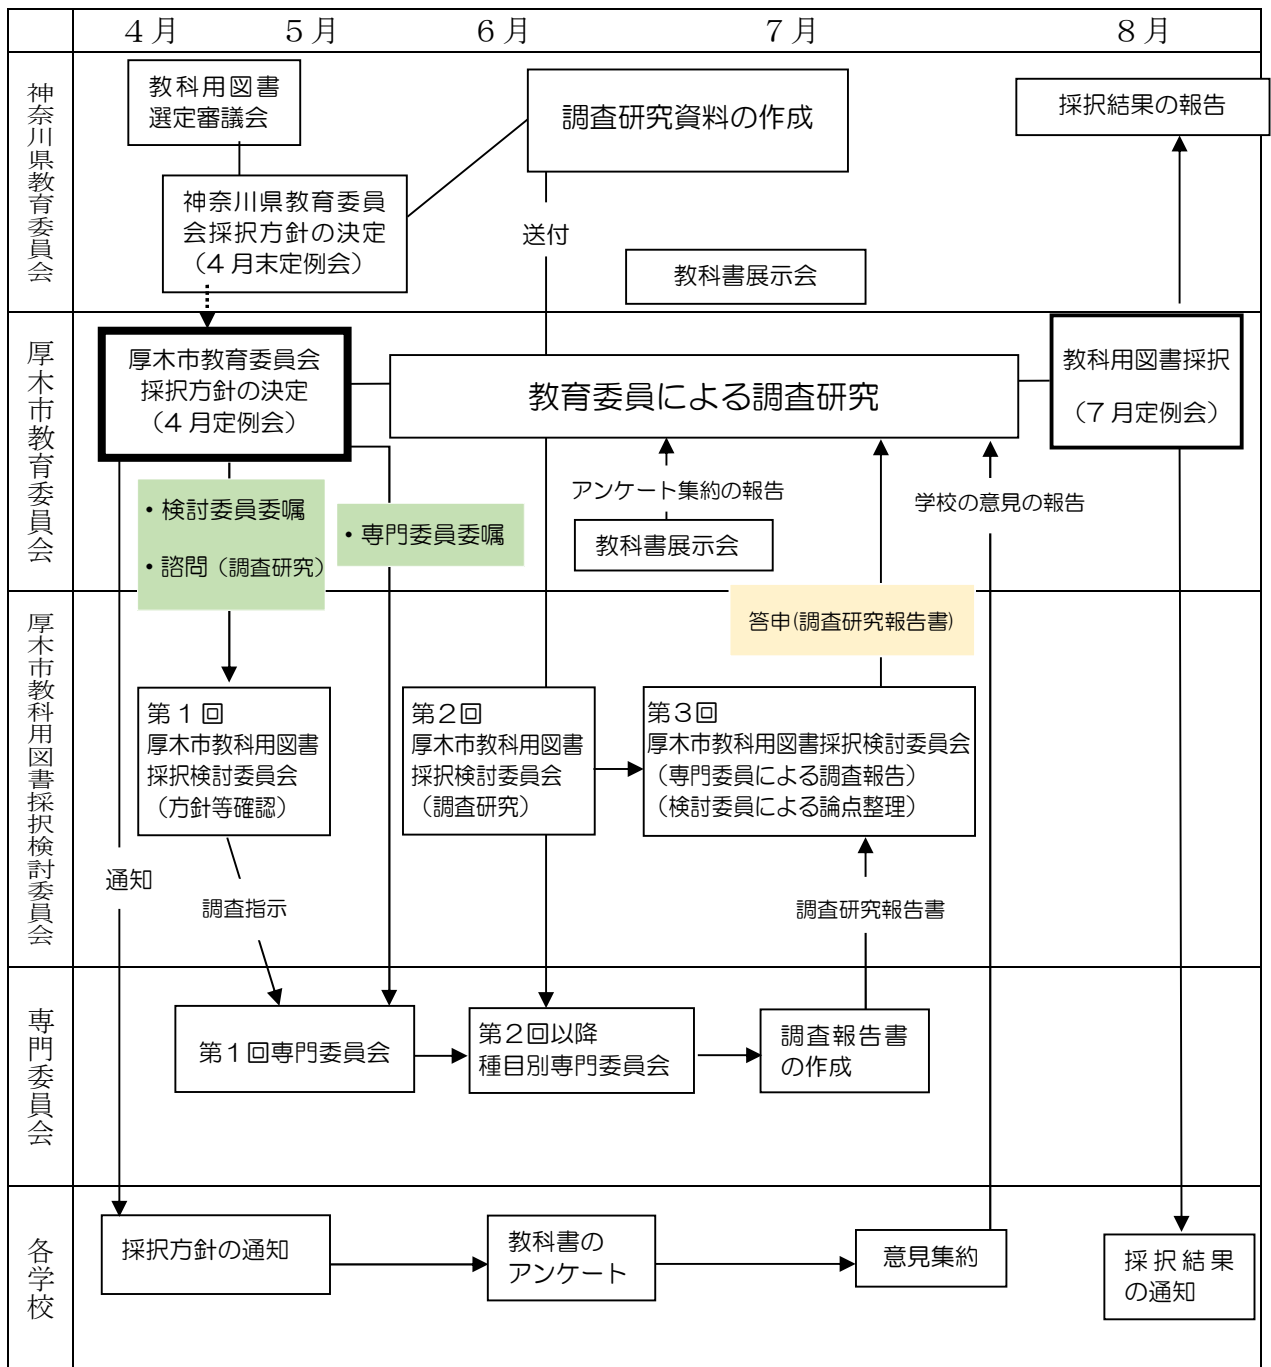 4月
5月
6月
7月
8月
神奈川県教育委員会
教科用図書
選定審議会
神奈川県教育委員
会採択方針の決定
（4月末定例会）
調査研究資料の作成
送付
教科書展示会
採択結果の報告
厚木市教育委員会
厚木市教育委員会
採択方針の決定
（4月定例会）
教育委員による調査研究
教科用図書採択
（7月定例会）
・検討委員委嘱
・諮問（調査研究）
・専門委員委嘱
アンケート集約の報告
教科書展示会
学校の意見の報告
厚木市教科用図書採択検討委員会
答申(調査研究報告書)
第1回
厚木市教科用図書
採択検討委員会
（方針等確認）
第2回
厚木市教科用図書
採択検討委員会
（調査研究）
第3回
厚木市教科用図書採択検討委員会
（専門委員による調査報告）
（検討委員による論点整理）
通知
調査指示
調査研究報告書
専門委員会
第1回専門委員会
第2回以降
種目別専門委員会
調査報告書
の作成
各学校
採択方針の通知
教科書の
アンケート
意見集約
採択結果
の通知